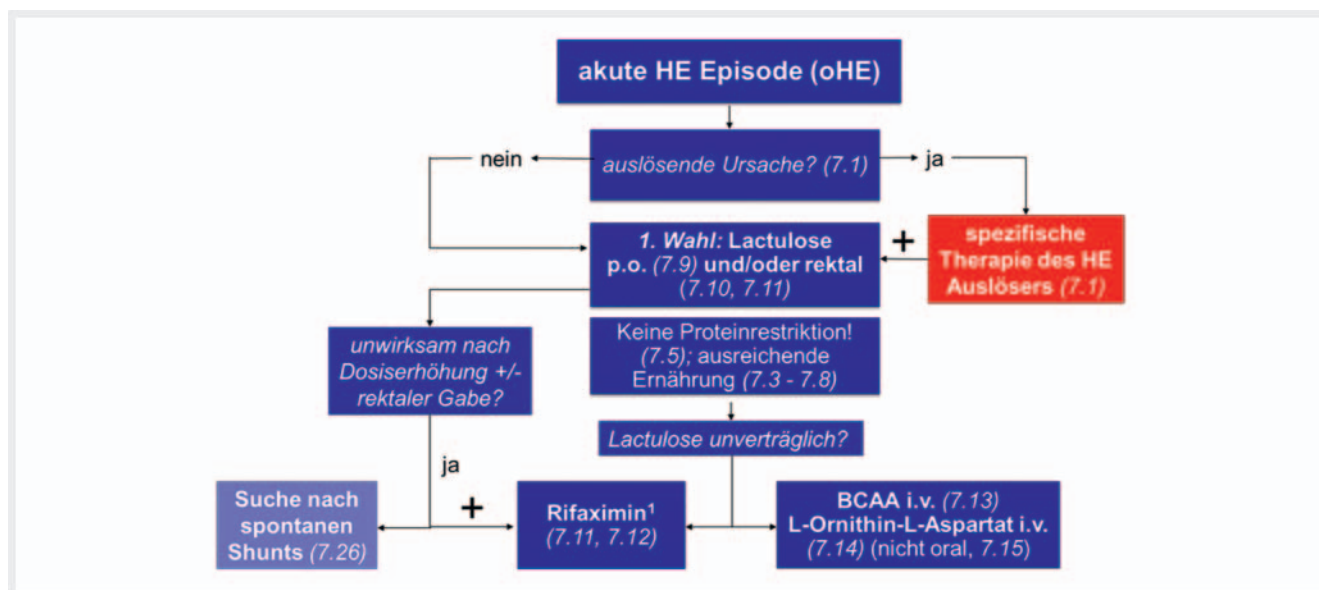 akute HE Episode (oHE)
nein
auslösende Ursache? (7.1)
ja
1. Wahl: Lactulose
p.o. (7.9) und/oder rektal
(7.10, 7.11)
+
spezifische
Therapie des HE
Auslösers (7.1)
unwirksam nach
Dosiserhöhung +/-
rektaler Gabe?
Keine Proteinrestriktion!
(7.5); ausreichende
Ernährung (7.3 - 7.8)
Lactulose unverträglich?
ja
Suche nach
spontanen
Shunts (7.26)
+
Rifaximin¹
(7.11, 7.12)
BCAA i.v. (7.13)
L-Ornithin-L-Aspartat i.v.
(7.14) (nicht oral, 7.15)